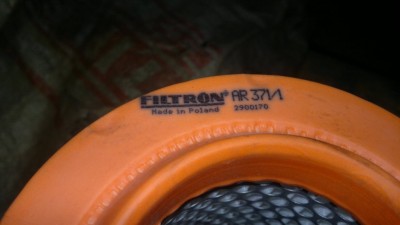 FILTRON® AR 371/1
Made in Poland 2900170